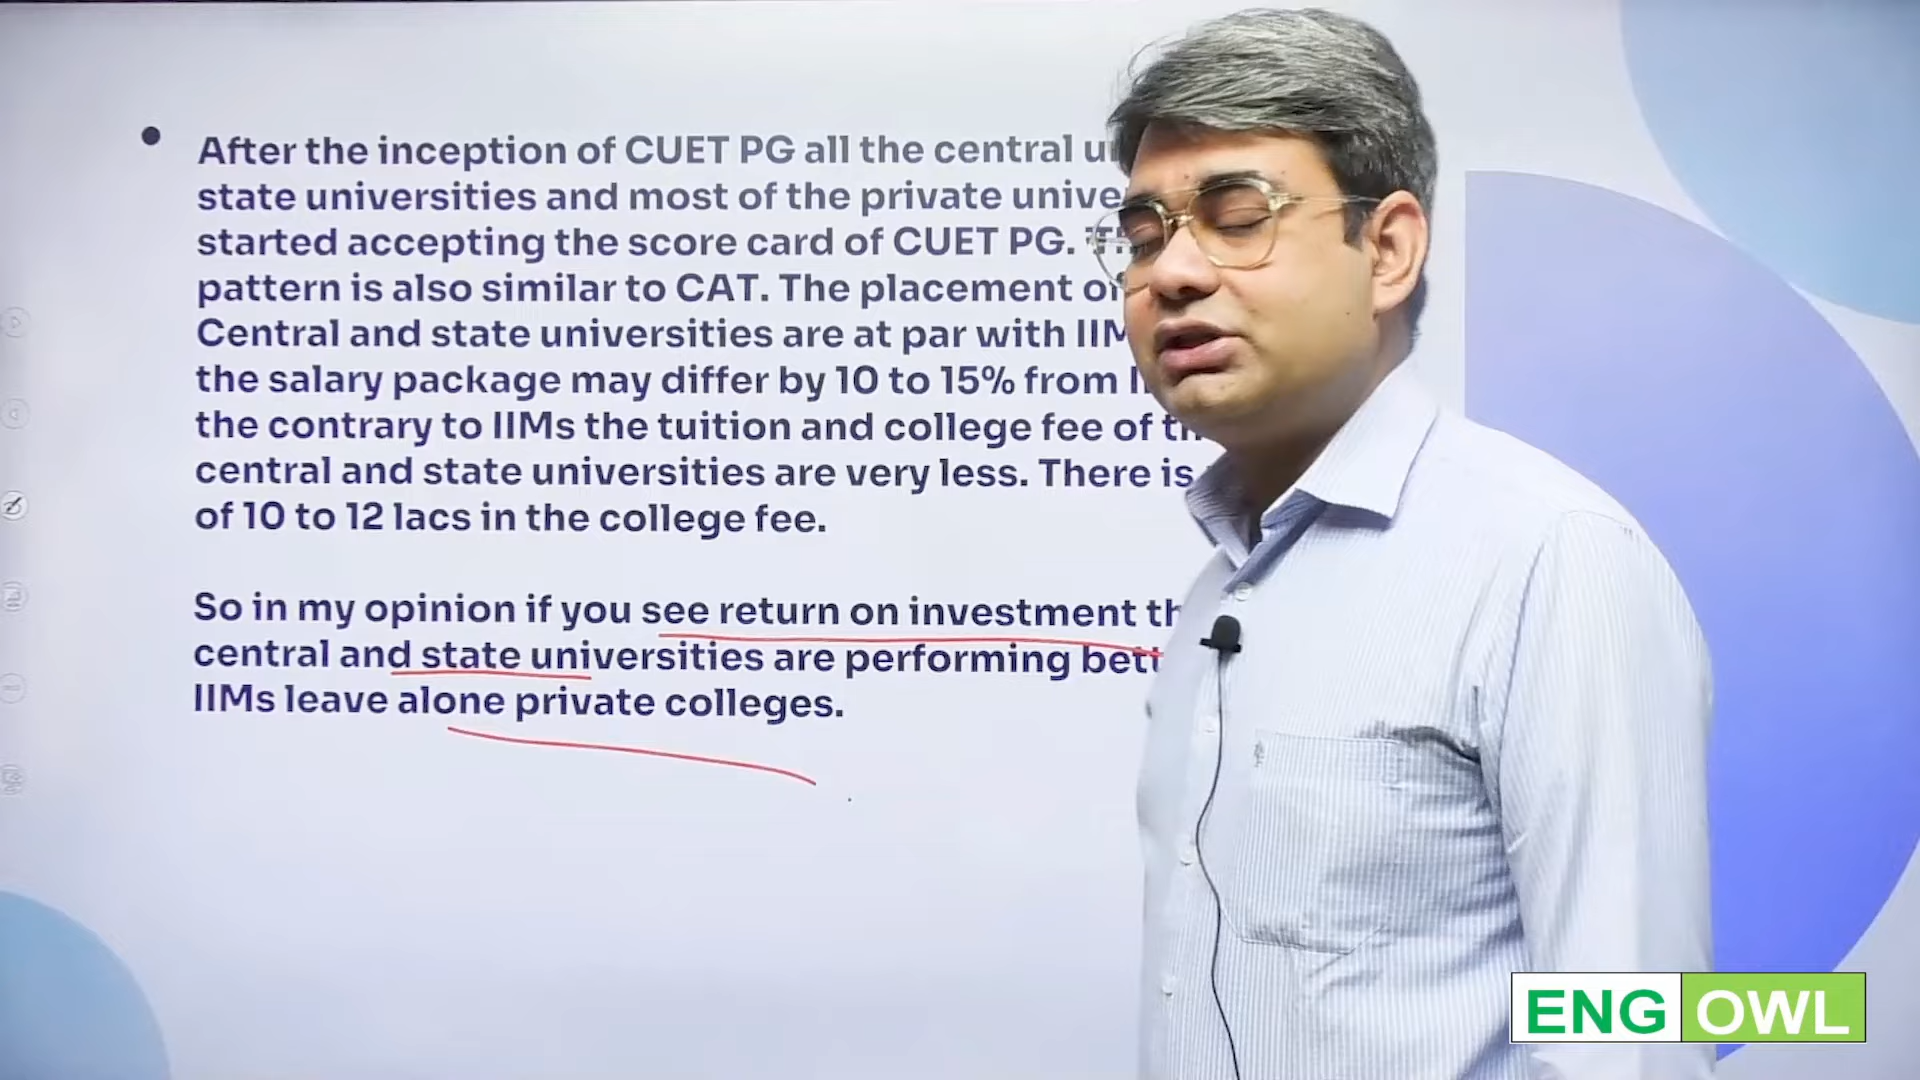 After the inception of CUET PG all the central
state universities and most of the private
started accepting the score card of CUET PG.
pattern is also similar to CAT. The placement
Central and state universities are at par with
the salary package may differ by 10 to 15% from
the contrary to IIMs the tuition and college fee of
central and state universities are very less. There is
of 10 to 12 lacs in the college fee.
So in my opinion if you see return on investment
central and state universities are performing
IIMs leave alone private colleges.
ENG OWL